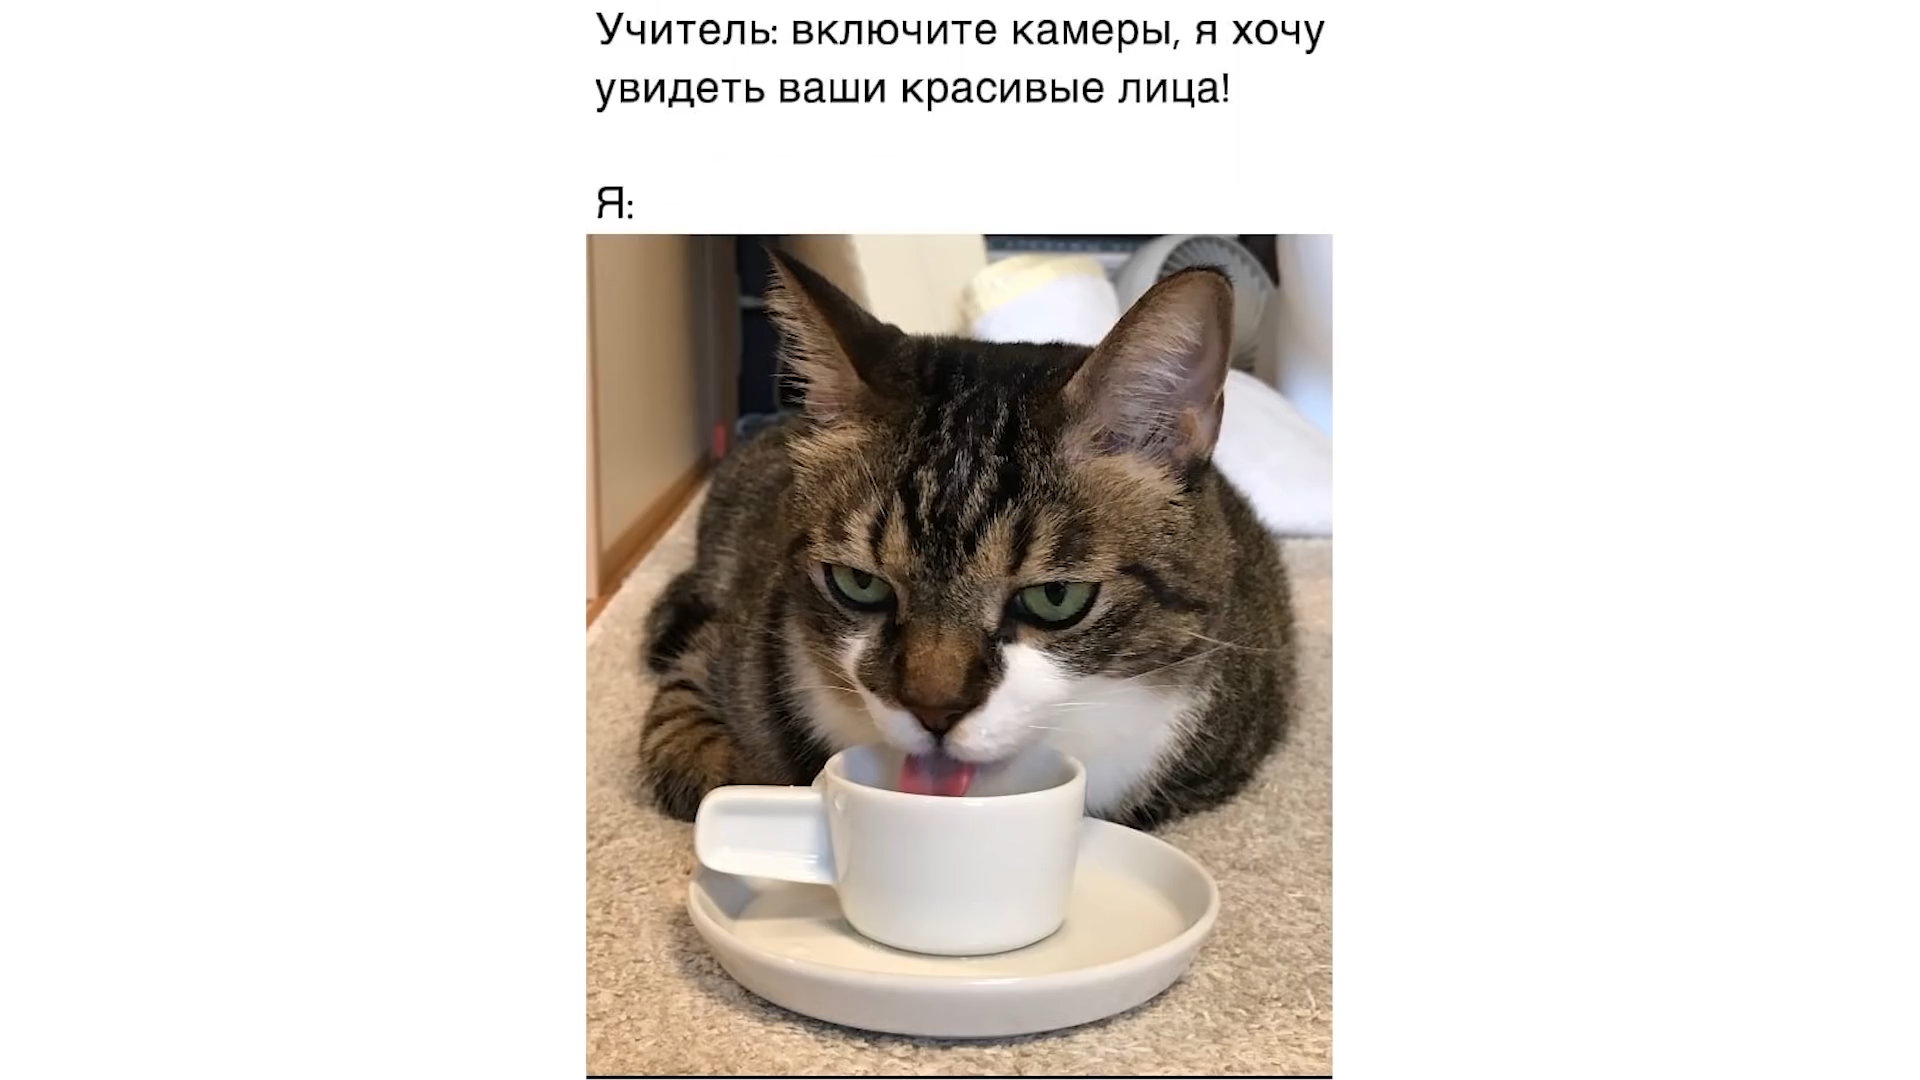 Учитель: включите камеры, я хочу
увидеть ваши красивые лица!
Я: